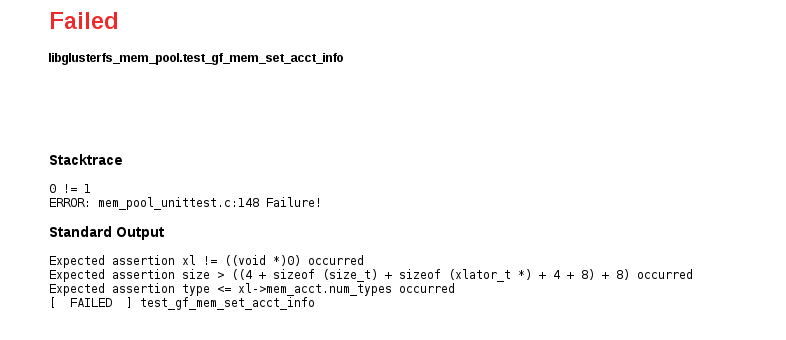 Failed
libglusterfs_mem_pool.test_gf_mem_set_acct_info
Stacktrace
0 != 1
ERROR: mem_pool_unittest.c:148 Failure!
Standard Output
Expected assertion xl != ((void *)0) occurred
Expected assertion size > ((4 + sizeof (size_t) + sizeof (xlator_t *) + 4 + 8) + 8) occurred
Expected assertion type <= xl->mem_acct.num_types occurred
[  FAILED  ] test_gf_mem_set_acct_info